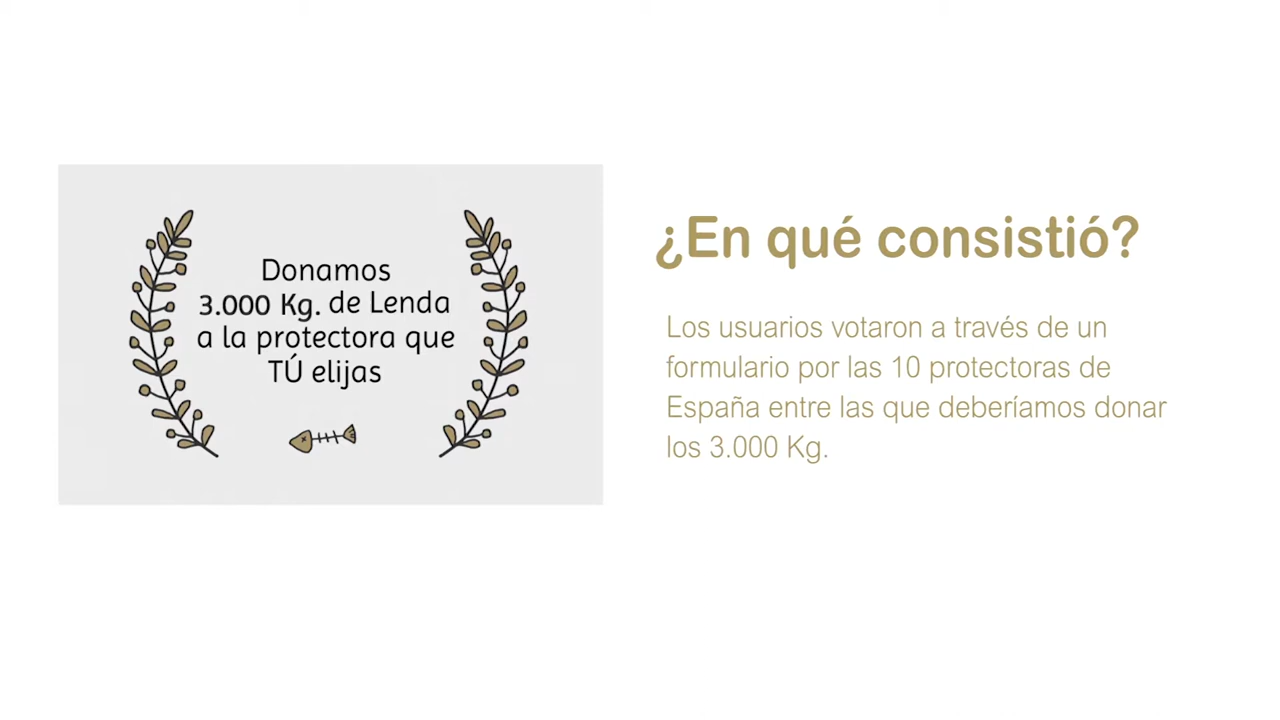 Donamos
3.000 Kg. de Lenda
a la protectora que
TÚ elijas
¿En qué consistió?
Los usuarios votaron a través de un
formulario por las 10 protectoras de
España entre las que deberíamos donar
los 3.000 Kg.